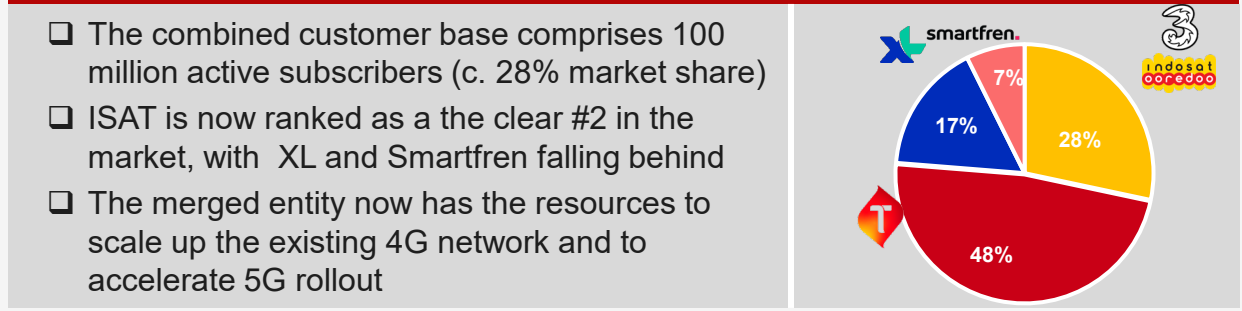 The combined customer base comprises 100
million active subscribers (c. 28% market share)
ISAT is now ranked as a the clear #2 in the
market, with  XL and Smartfren falling behind
The merged entity now has the resources to
scale up the existing 4G network and to
accelerate 5G rollout
XL
smartfren.
3
indosat
ooredoo
7%
17%
28%
T
48%